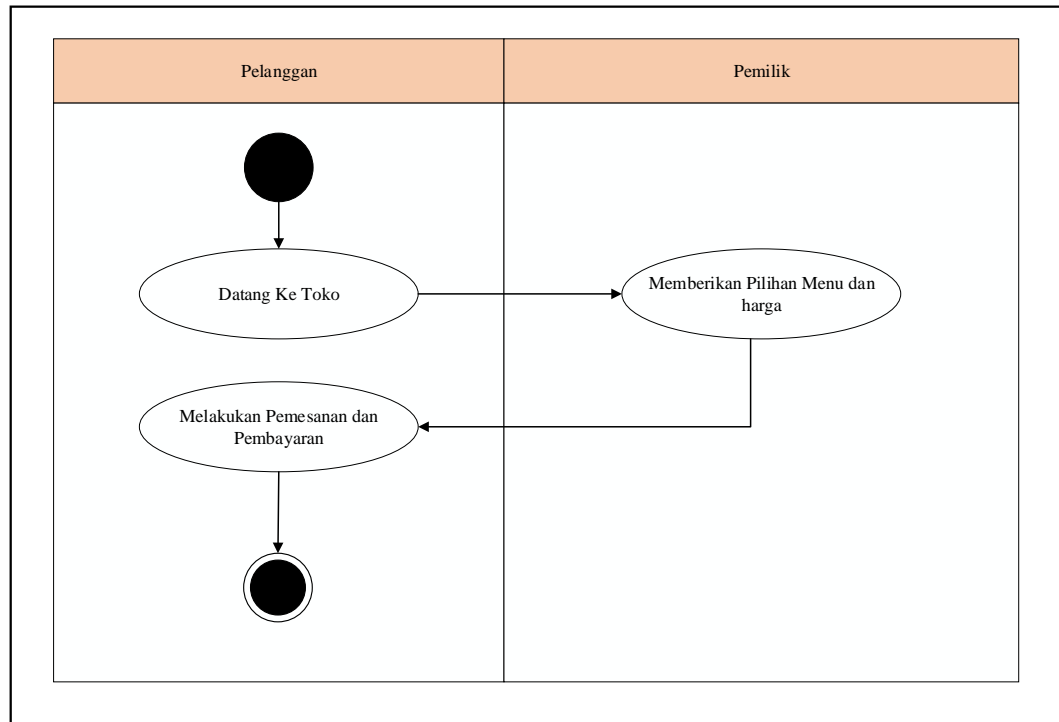 Pelanggan
Pemilik
Datang Ke Toko
Memberikan Pilihan Menu dan
harga
Melakukan Pemesanan dan
Pembayaran